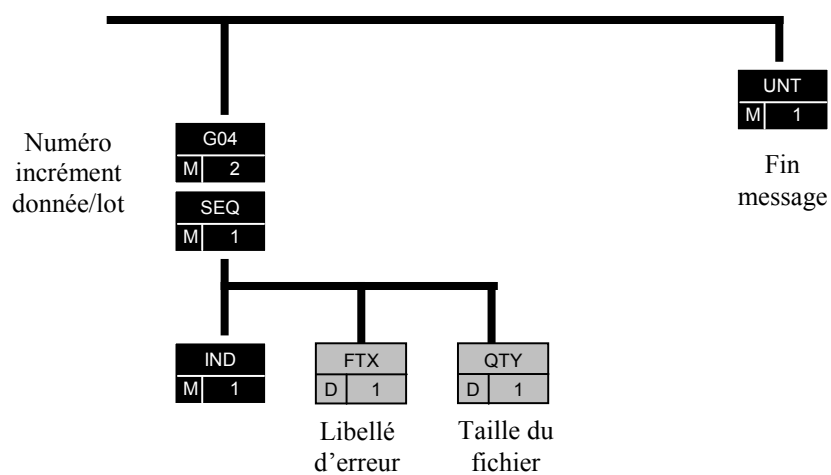 UNT
M 1
Fin
message
Numéro
incrément
donnée/lot
G04
M 2
SEQ
M 1
IND
M 1
FTX
D 1
Libellé
d'erreur
QTY
D 1
Taille du
fichier